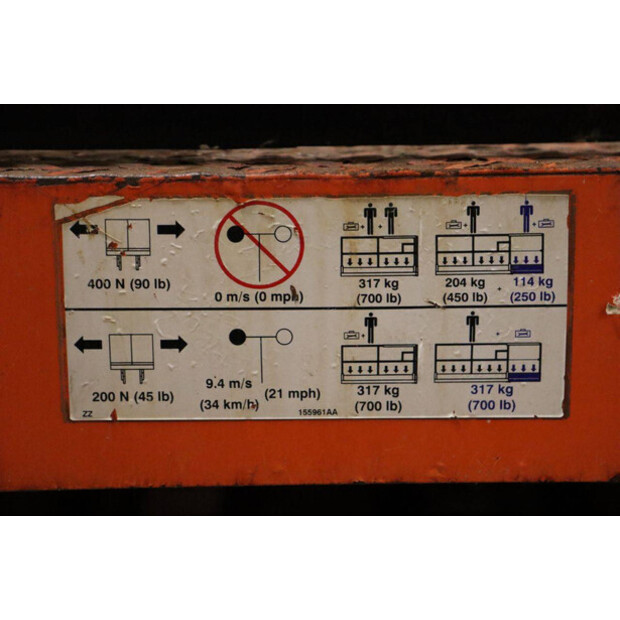 400 N (90 lb)
0 m/s (0 mph)
317 kg
(700 lb)
204 kg
(450 lb)
+
114 kg
(250 lb)
200 N (45 lb)
9.4 m/s
(34 km/h)
(21 mph)
317 kg
(700 lb)
317 kg
(700 lb)
ZZ
155961AA